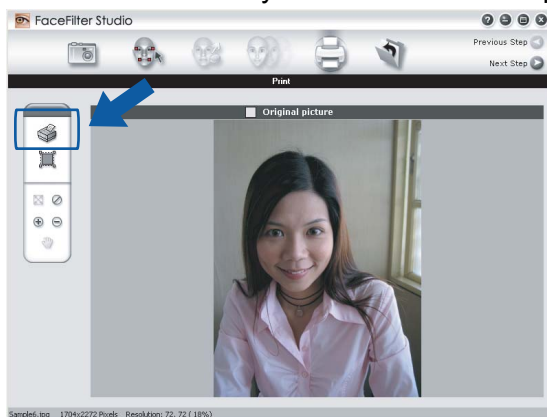 FaceFilter Studio
Previous Step
Next Step
Print
Original picture
Sample6.jpg 1704x2272 Pixels Resolution: 72, 72 ( 18%)